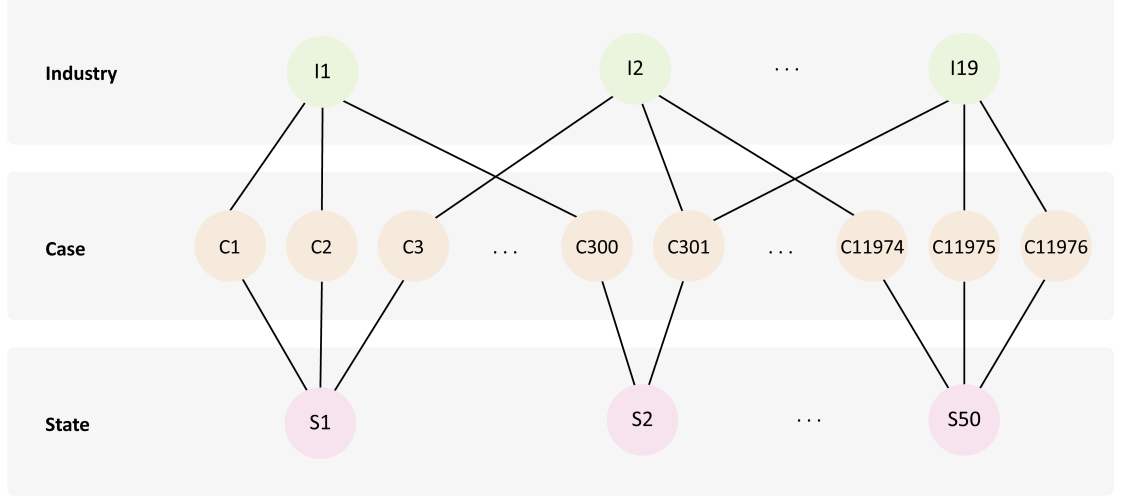 Industry I1 I2 ... I19
Case C1 C2 C3 ... C300 C301 ... C11974 C11975 C11976
State S1 S2 ... S50